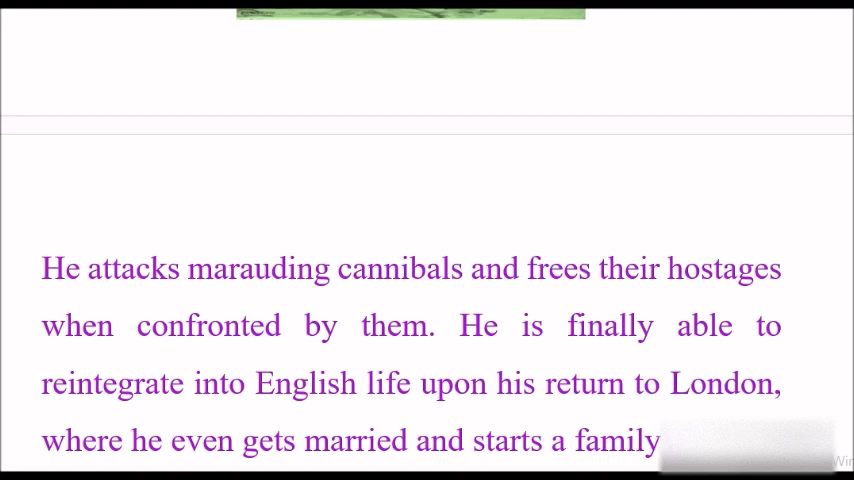 He attacks marauding cannibals and frees their hostages
when confronted by them. He is finally able to
reintegrate into English life upon his return to London,
where he even gets married and starts a family